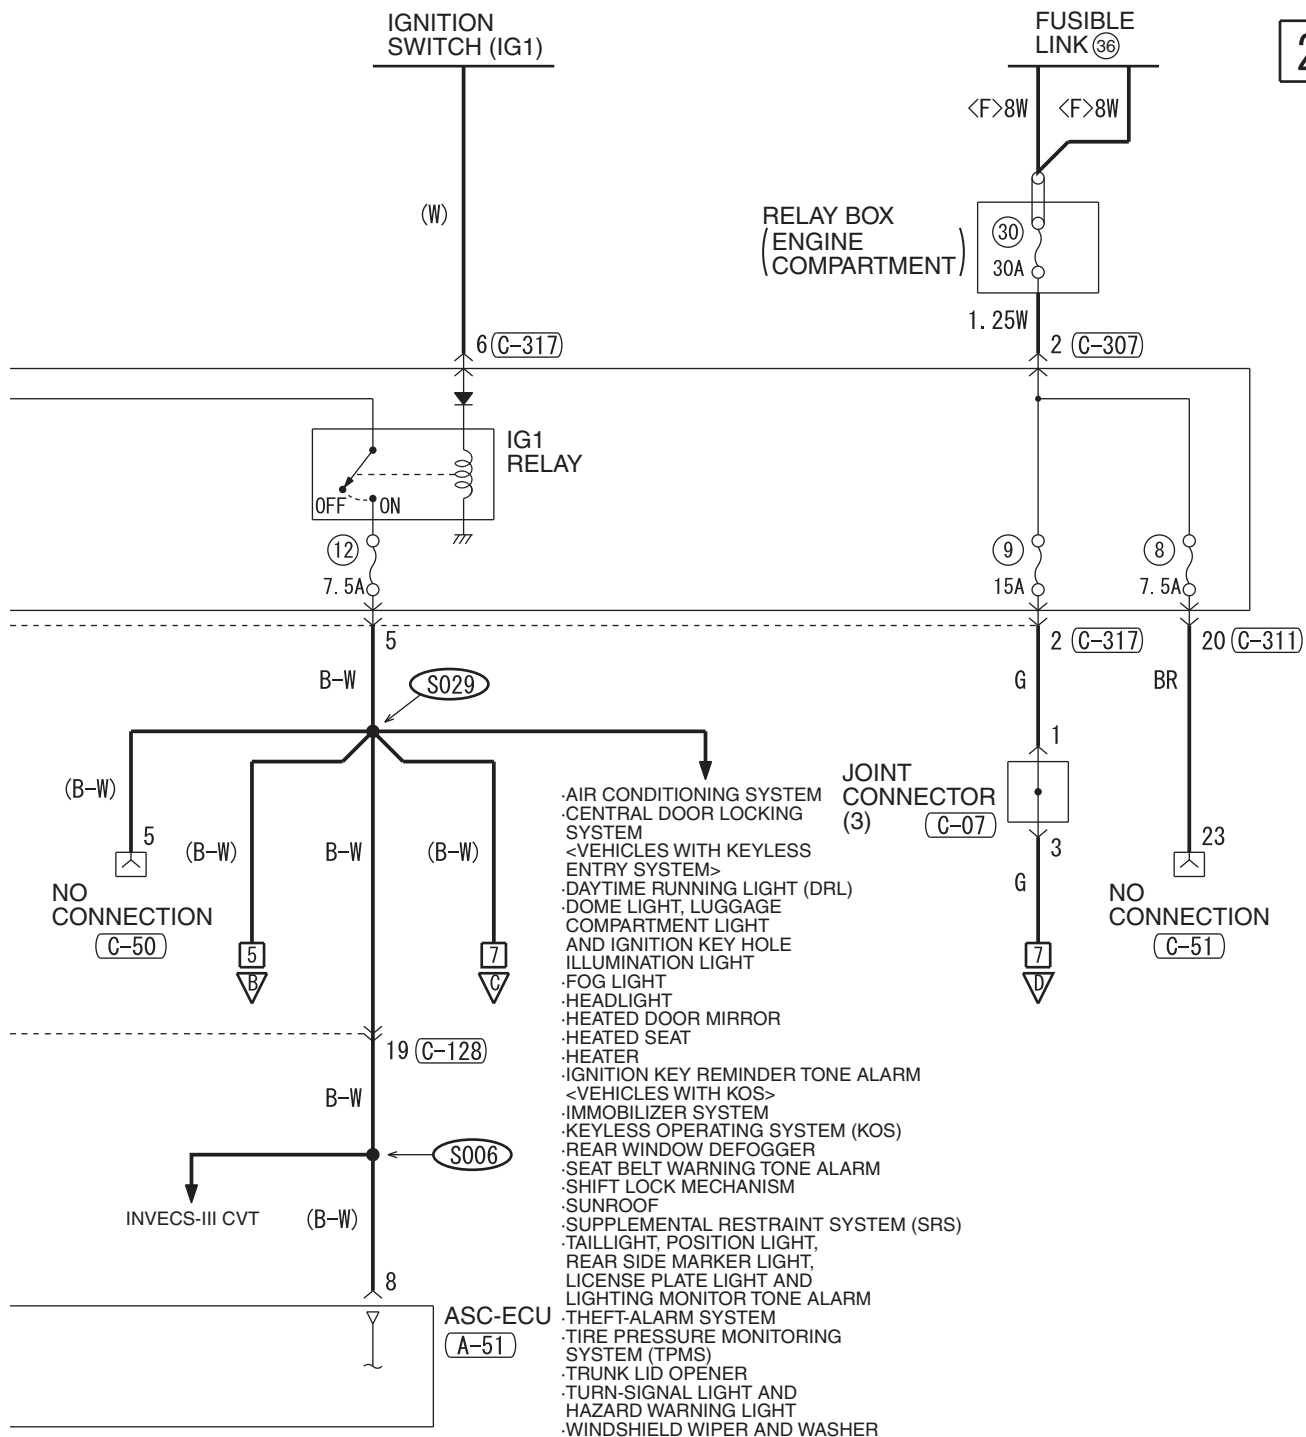 IGNITION
SWITCH (IG1)
FUSIBLE
LINK 36
2
<F>8W
<F>8W
(W)
RELAY BOX
(ENGINE
COMPARTMENT)
30
30A
1.25W
6 C-317
2 C-307
IG1
RELAY
OFF
ON
12
7.5A
9
15A
8
7.5A
5
2 C-317
20 C-311
B-W
S029
G
BR
1
(B-W)
5
NO
CONNECTION
C-50
(B-W)
B-W
(B-W)
5
B
7
C
JOINT
CONNECTOR
(3)
C-07
3
G
7
D
23
NO
CONNECTION
C-51
·AIR CONDITIONING SYSTEM
·CENTRAL DOOR LOCKING
SYSTEM
<VEHICLES WITH KEYLESS
ENTRY SYSTEM>
·DAYTIME RUNNING LIGHT (DRL)
·DOME LIGHT, LUGGAGE
COMPARTMENT LIGHT
AND IGNITION KEY HOLE
ILLUMINATION LIGHT
·FOG LIGHT
·HEADLIGHT
·HEATED DOOR MIRROR
·HEATED SEAT
·HEATER
·IGNITION KEY REMINDER TONE ALARM
<VEHICLES WITH KOS>
·IMMOBILIZER SYSTEM
·KEYLESS OPERATING SYSTEM (KOS)
·REAR WINDOW DEFOGGER
·SEAT BELT WARNING TONE ALARM
·SHIFT LOCK MECHANISM
·SUNROOF
·SUPPLEMENTAL RESTRAINT SYSTEM (SRS)
·TAILLIGHT, POSITION LIGHT,
REAR SIDE MARKER LIGHT,
LICENSE PLATE LIGHT AND
LIGHTING MONITOR TONE ALARM
·THEFT-ALARM SYSTEM
·TIRE PRESSURE MONITORING
SYSTEM (TPMS)
·TRUNK LID OPENER
·TURN-SIGNAL LIGHT AND
HAZARD WARNING LIGHT
·WINDSHIELD WIPER AND WASHER
19 C-128
B-W
S006
INVECS-III CVT
(B-W)
8
ASC-ECU
A-51